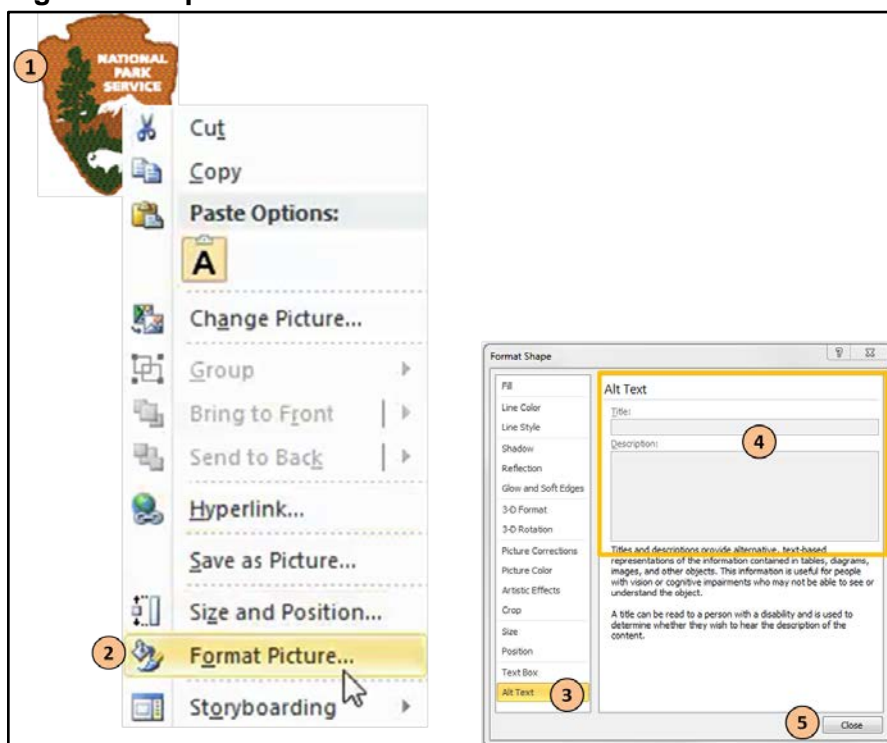 1
NATIONAL
PARK
SERVICE
Cut
Copy
Paste Options:
A
Change Picture...
Group
Bring to Front
Send to Back
Hyperlink...
Save as Picture...
Size and Position...
2
Format Picture...
Storyboarding
Format Shape
Fill
Line Color
Line Style
Shadow
Reflection
Glow and Soft Edges
3-D Format
3-D Rotation
Picture Corrections
Picture Color
Artistic Effects
Crop
Size
Position
Text Box
Alt Text
3
Alt Text
Title:
Description:
4
Titles and descriptions provide alternative, text-based
representations of the information contained in tables, diagrams,
images, and other objects. This information is useful for people
with vision or cognitive impairments who may not be able to see or
understand the object.
A title can be read to a person with a disability and is used to
determine whether they wish to hear the description of the
content.
5
Close